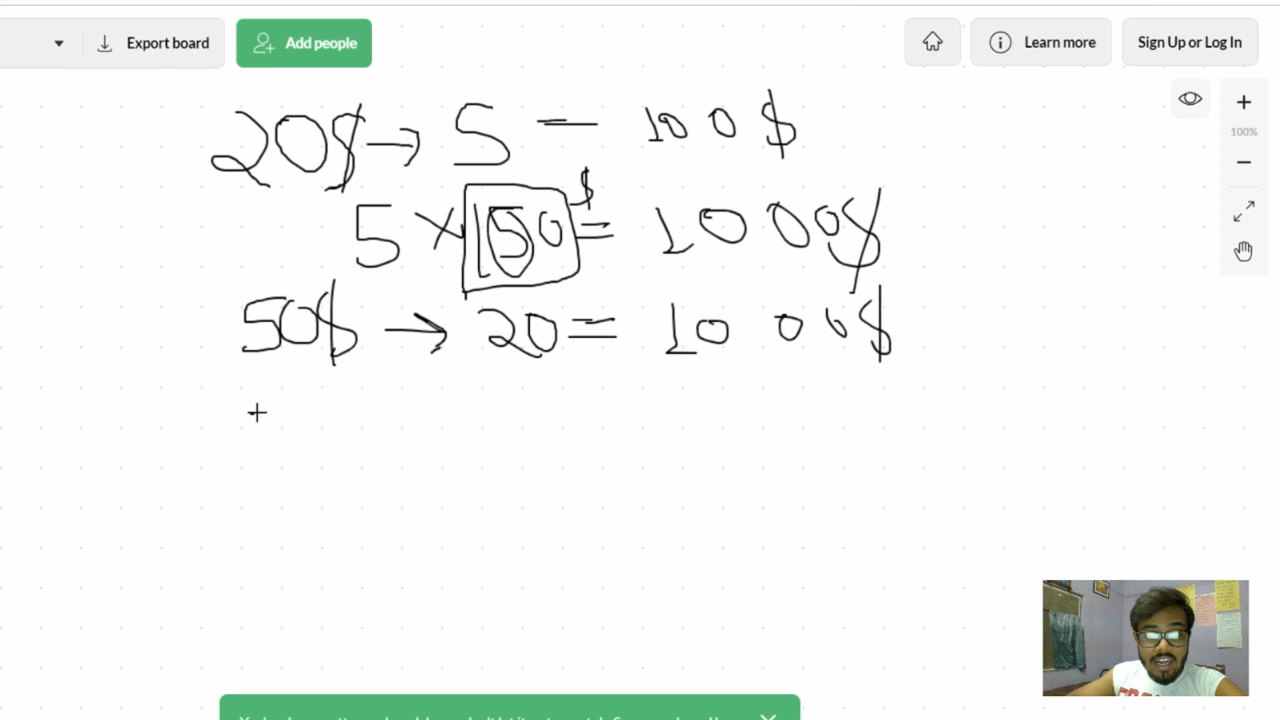 Export board
Add people
Learn more
Sign Up or Log In
100%
20$ → 5 = 100$
5 × 150$ = 1000$
50$ → 20 = 1000$
+